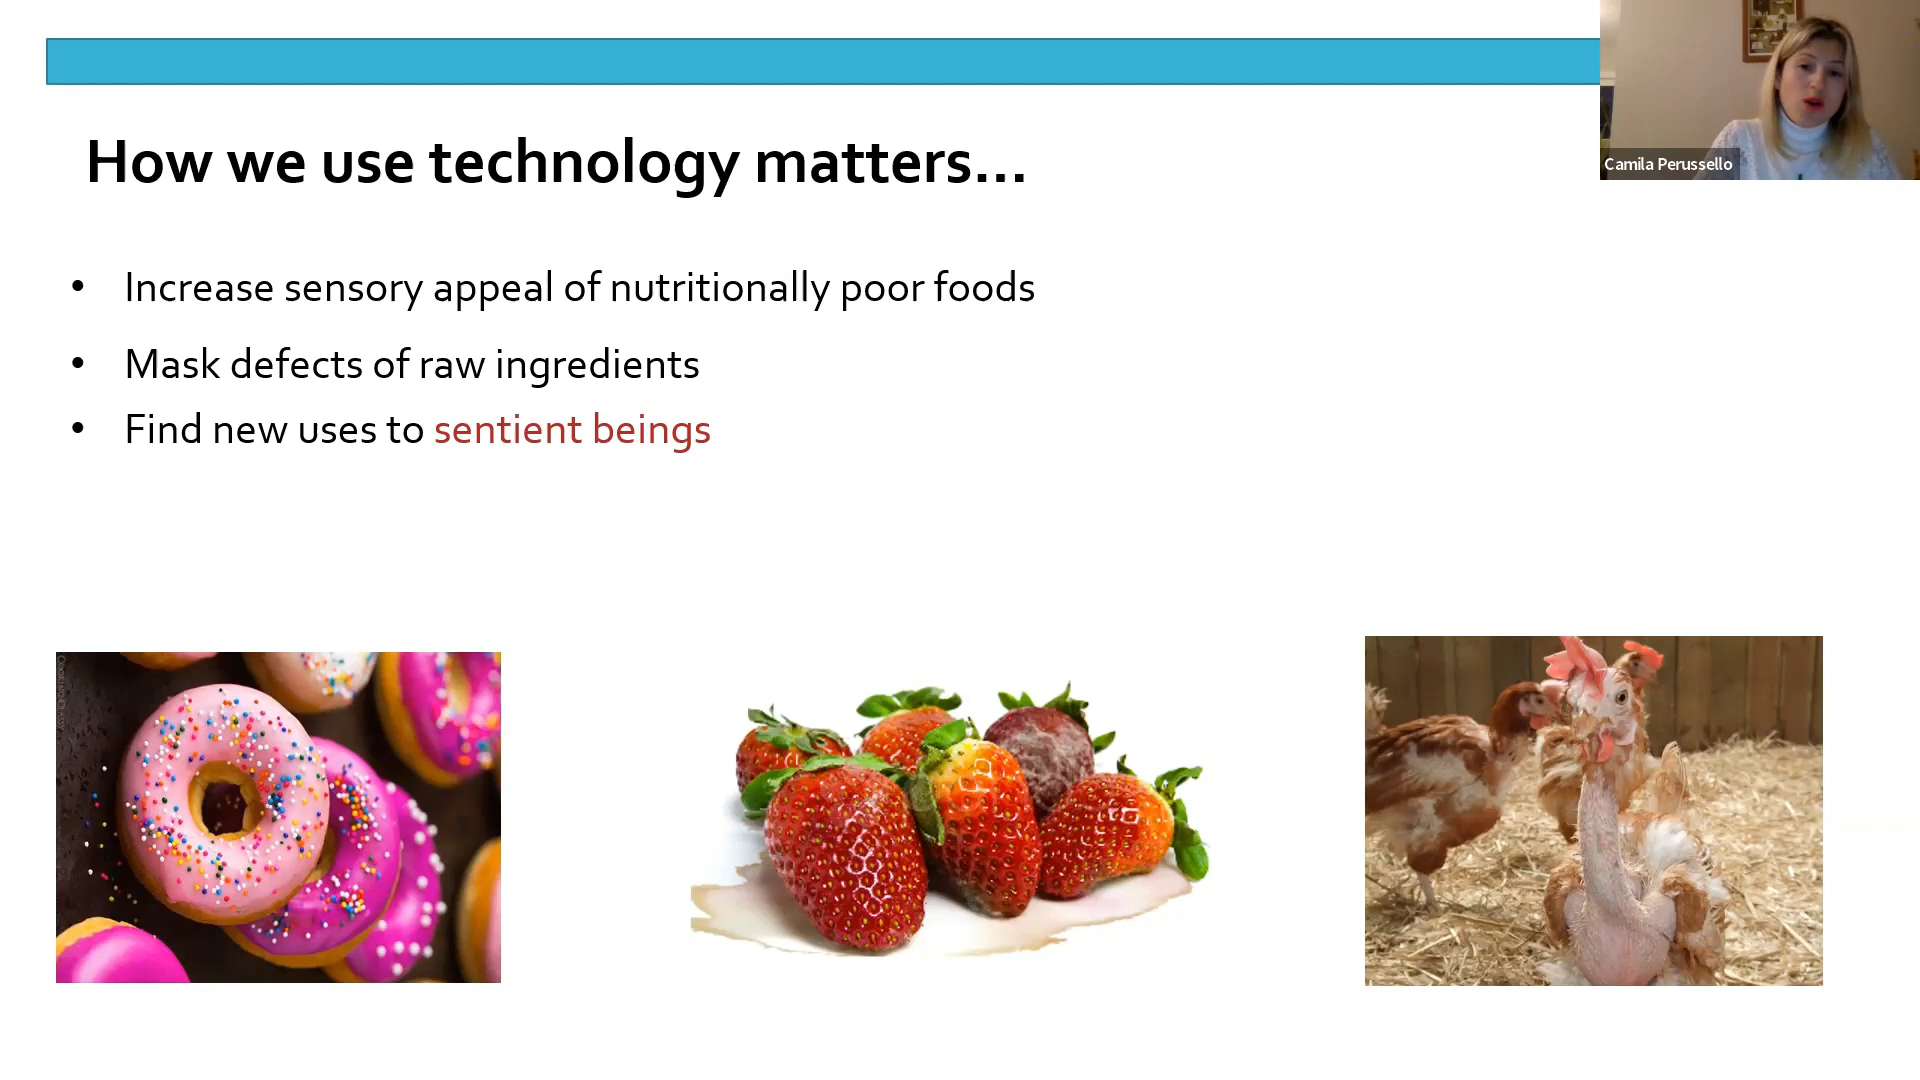 Camila Perussello
How we use technology matters...
• Increase sensory appeal of nutritionally poor foods
• Mask defects of raw ingredients
• Find new uses to sentient beings